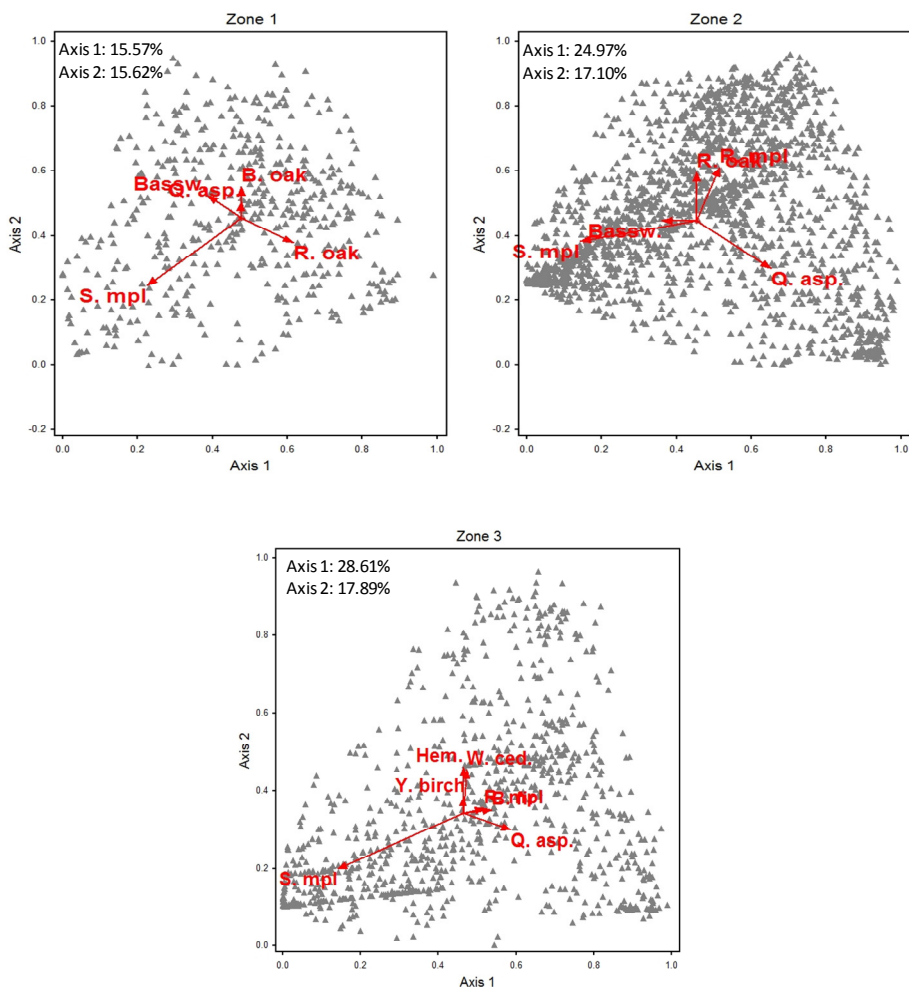 Zone 1
Axis 1: 15.57%
Axis 2: 15.62%
1.0
0.8
0.6
0.4
0.2
0.0
-0.2
Axis 2
B. oak
Bassw.
Q. asp.
R. oak
S. mpl
0.0 0.2 0.4 0.6 0.8 1.0
Axis 1
Zone 2
Axis 1: 24.97%
Axis 2: 17.10%
1.0
0.8
0.6
0.4
0.2
0.0
-0.2
Axis 2
R. mpl
R. oak
Bassw.
S. mpl
Q. asp.
0.0 0.2 0.4 0.6 0.8 1.0
Axis 1
Zone 3
Axis 1: 28.61%
Axis 2: 17.89%
1.0
0.8
0.6
0.4
0.2
0.0
Axis 2
Hem.
W. ced.
Y. birch
R. mpl
Q. asp.
S. mpl
0.0 0.2 0.4 0.6 0.8 1.0
Axis 1